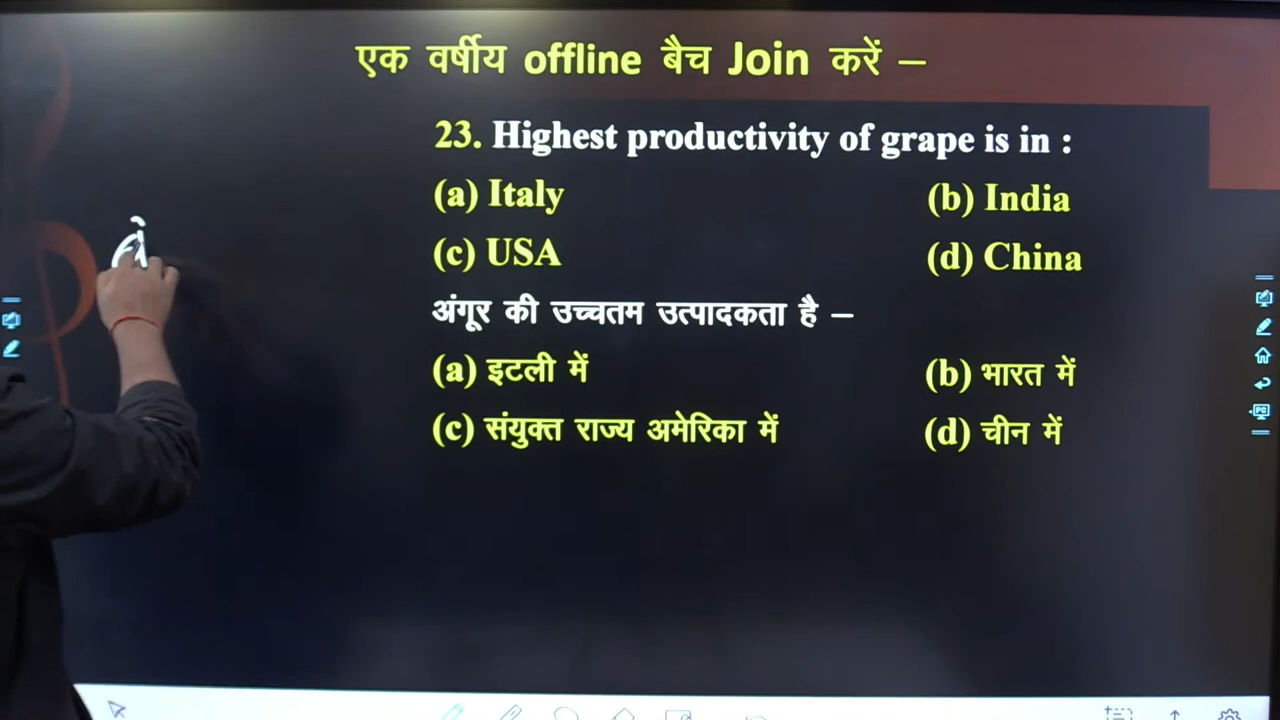 एक वर्षीय offline बैच Join करें –
23. Highest productivity of grape is in :
(a) Italy (b) India
(c) USA (d) China
अंगूर की उच्चतम उत्पादकता है –
(a) इटली में (b) भारत में
(c) संयुक्त राज्य अमेरिका में (d) चीन में